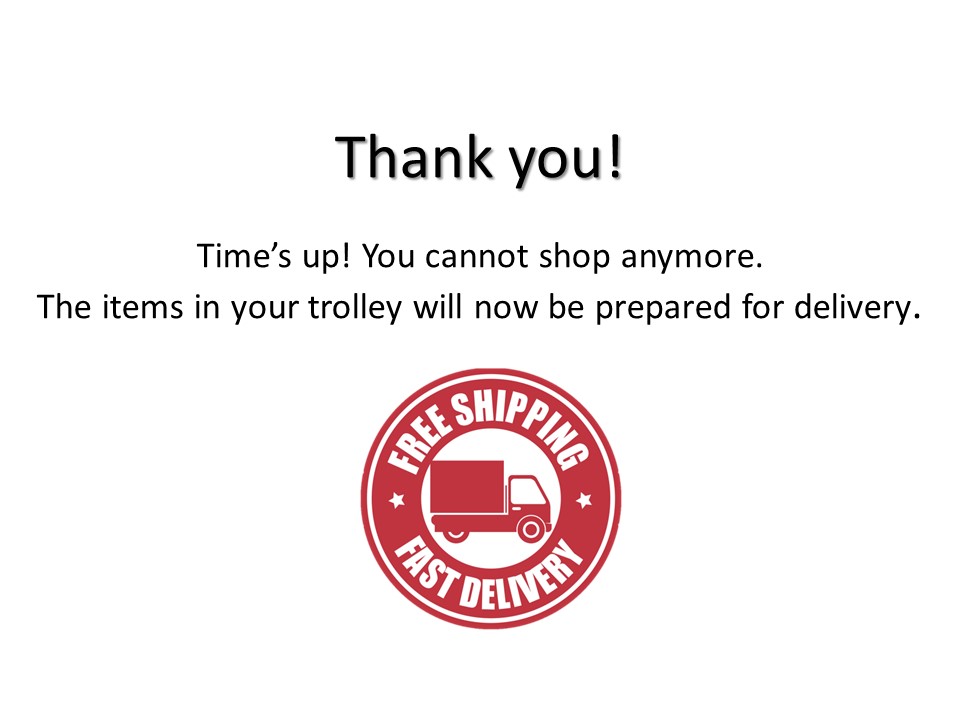 Thank you!
Time’s up! You cannot shop anymore.
The items in your trolley will now be prepared for delivery.
FREE SHIPPING
FAST DELIVERY